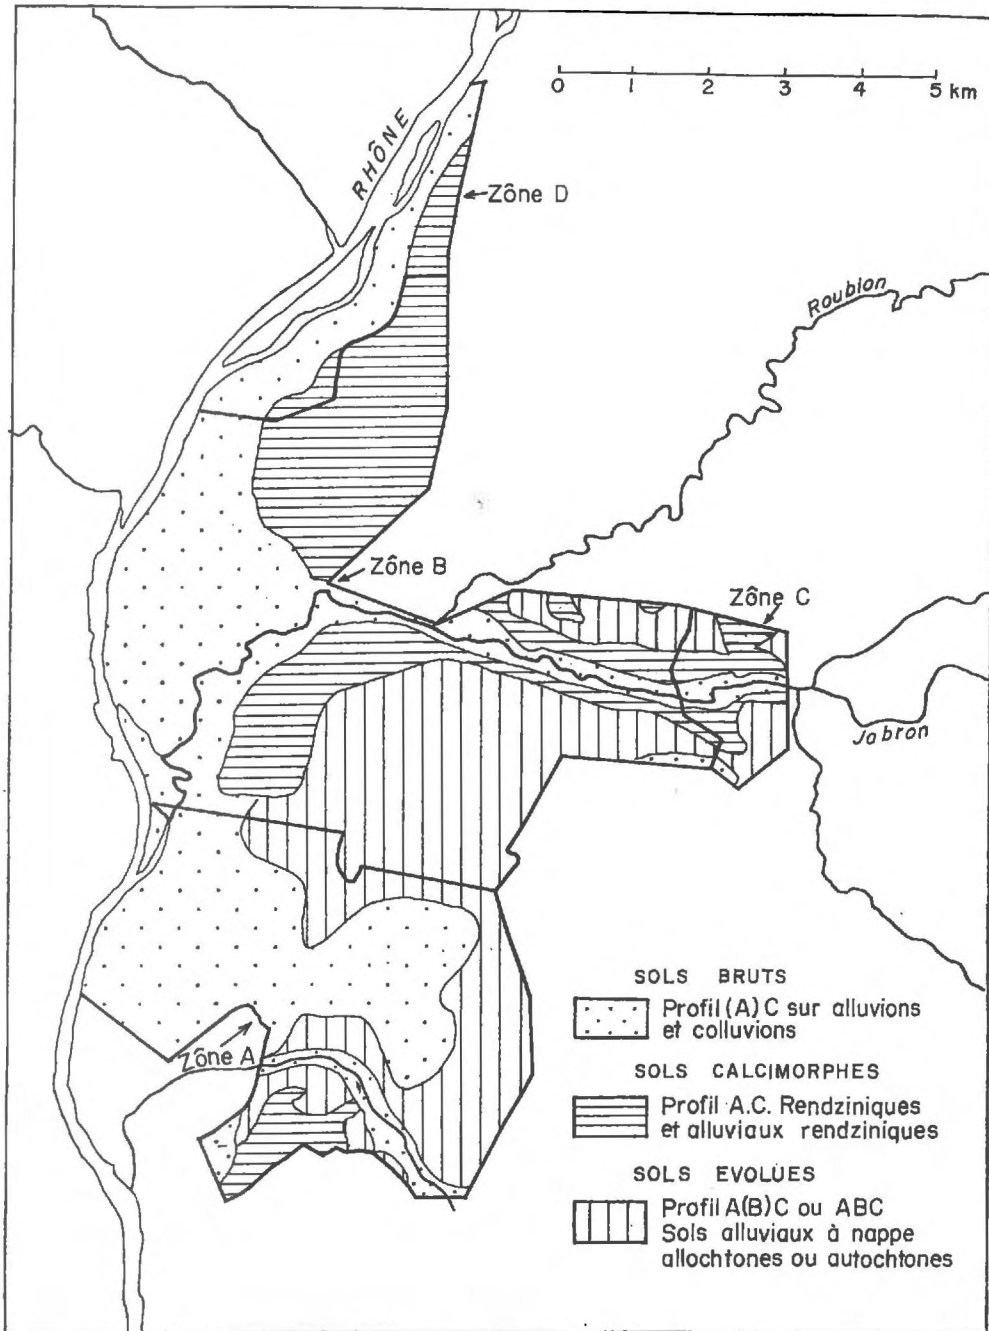 0 1 2 3 4 5 km
RHÔNE
Zône D
Roubion
Zône B
Zône C
Jabron
Zône A
SOLS BRUTS
Profil (A) C sur alluvions
et colluvions
SOLS CALCIMORPHES
Profil A.C. Rendziniques
et alluviaux rendziniques
SOLS EVOLUES
Profil A(B)C ou ABC
Sols alluviaux à nappe
allochtones ou autochtones